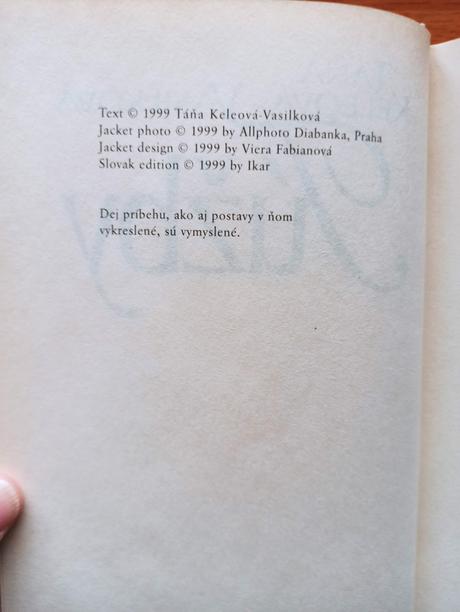 Text © 1999 Táňa Keleová-Vasilková
Jacket photo © 1999 by Allphoto Diabanka, Praha
Jacket design © 1999 by Viera Fabianová
Slovak edition © 1999 by Ikar
Dej príbehu, ako aj postavy v ňom
vykreslené, sú vymyslené.